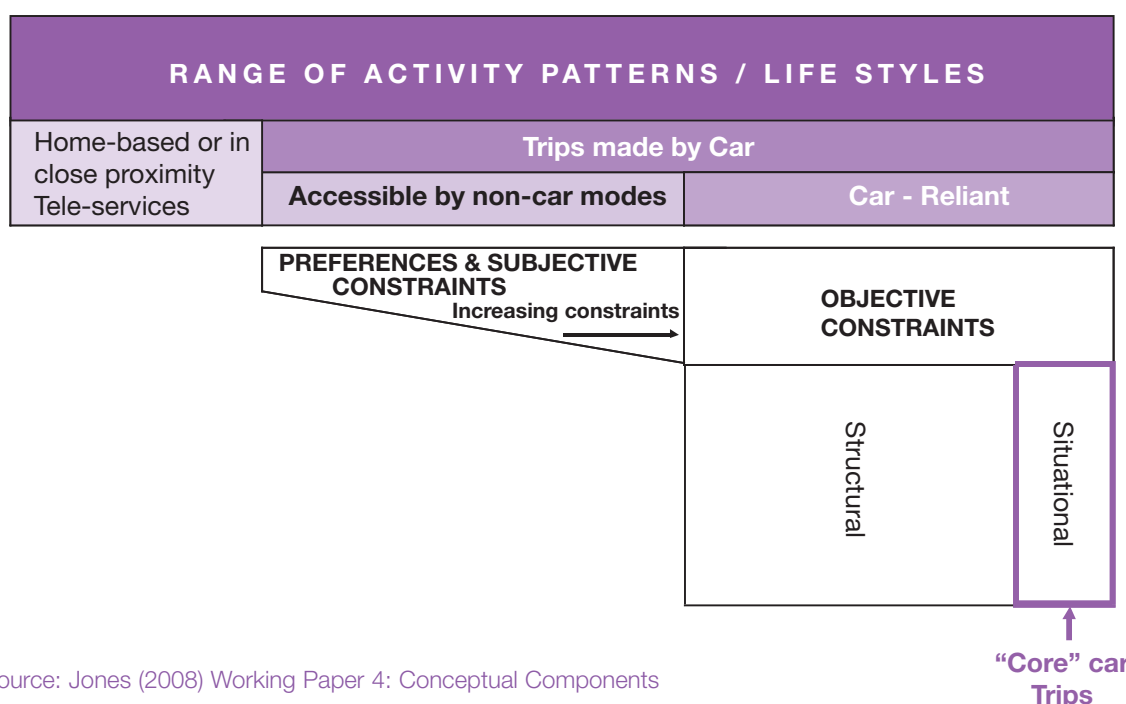 RANGE OF ACTIVITY PATTERNS / LIFE STYLES
Home-based or in
close proximity
Tele-services
Trips made by Car
Accessible by non-car modes
Car - Reliant
PREFERENCES & SUBJECTIVE
CONSTRAINTS
Increasing constraints
OBJECTIVE
CONSTRAINTS
Structural
Situational
"Core" car
Trips
ource: Jones (2008) Working Paper 4: Conceptual Components